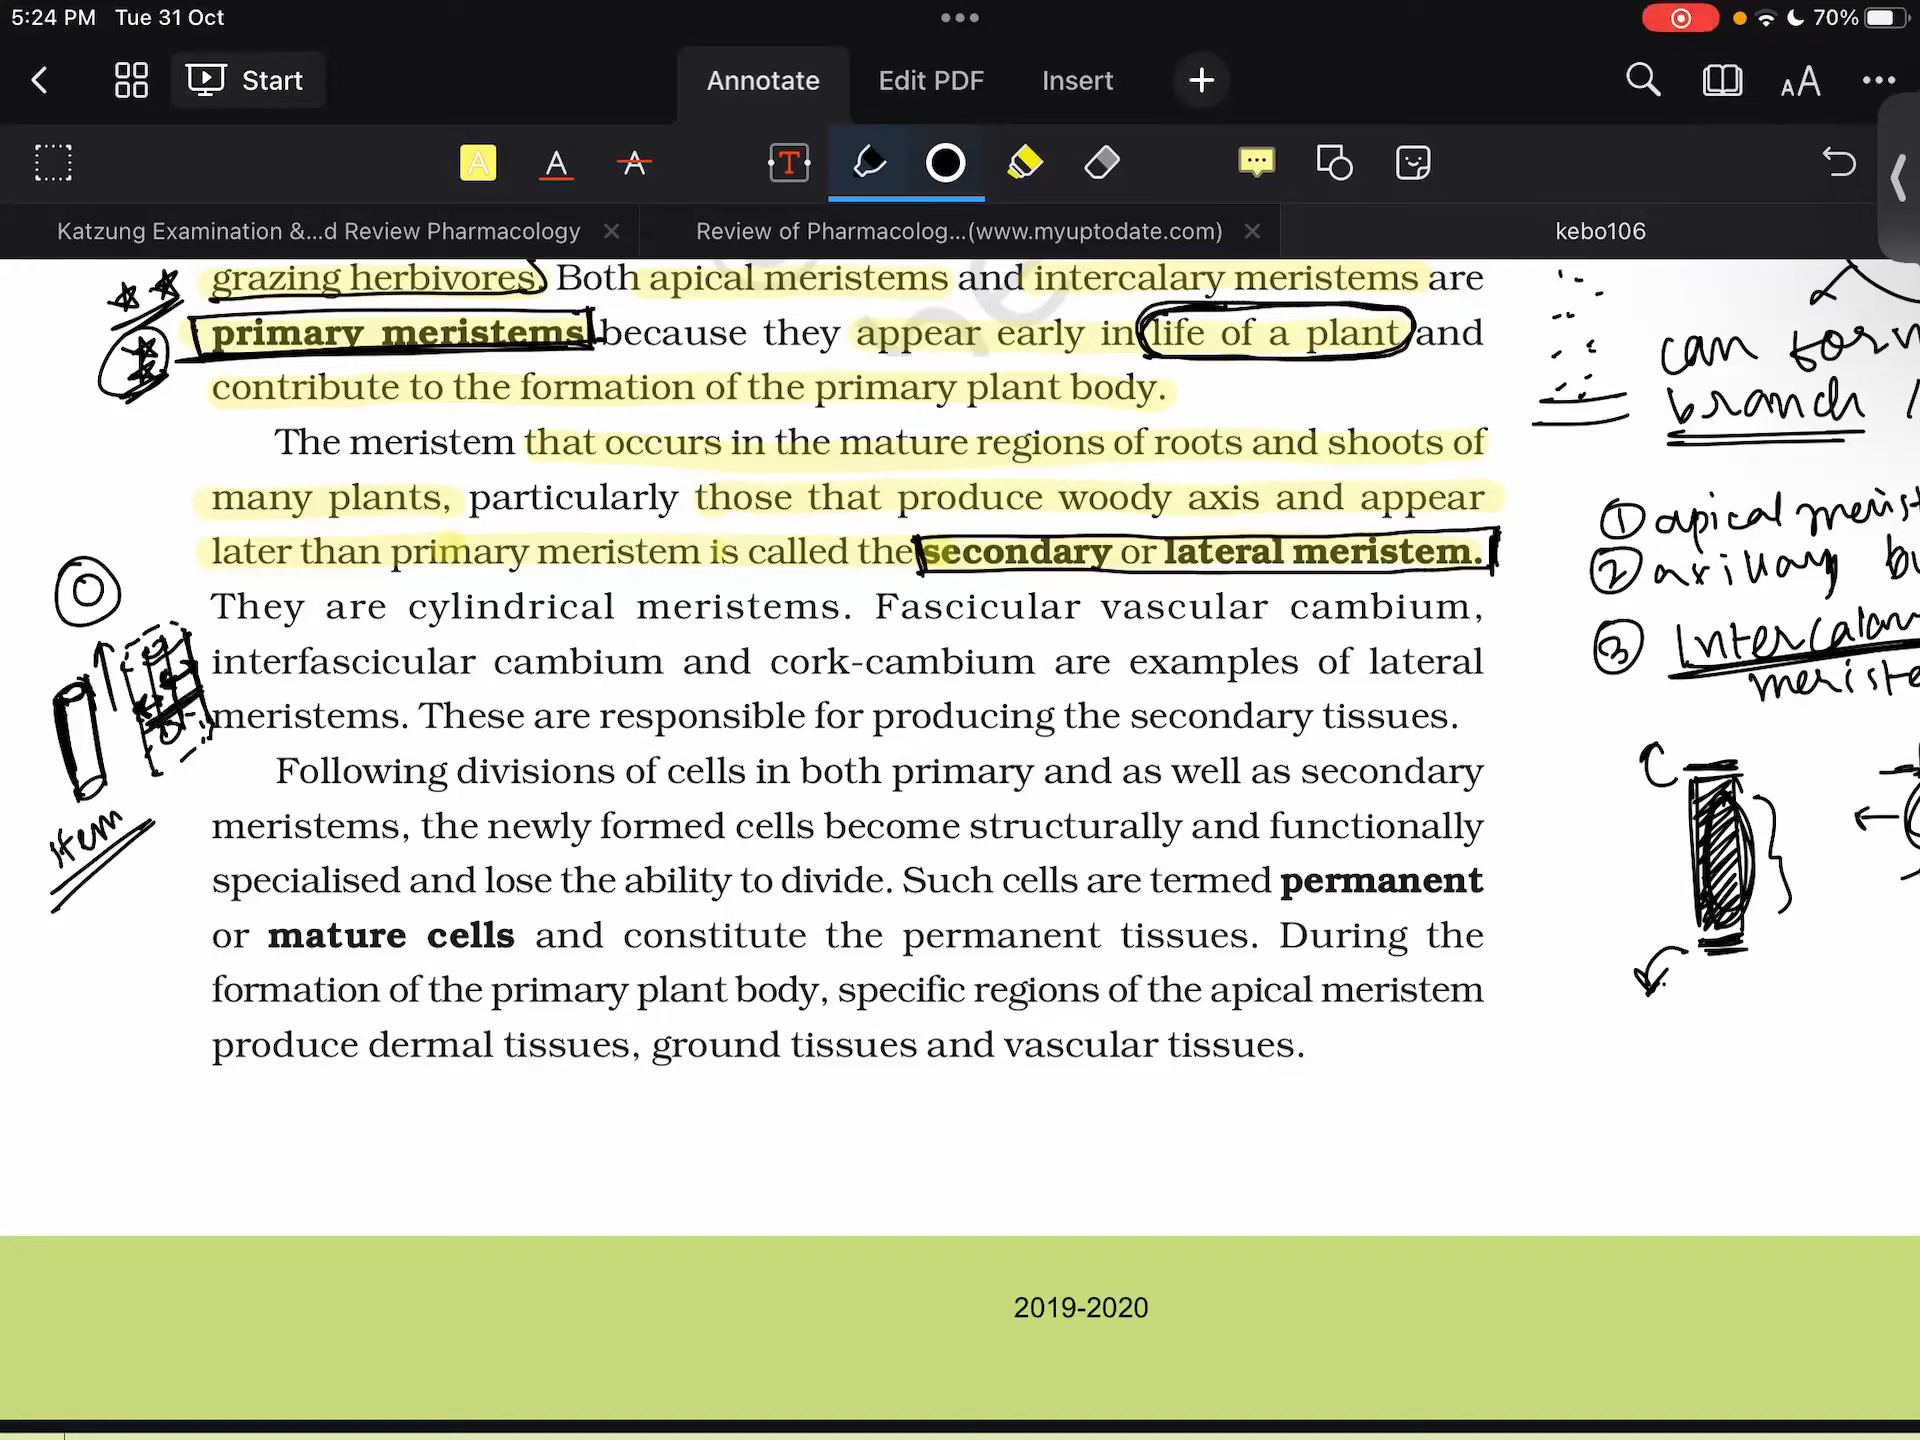 5:24 PM Tue 31 Oct
70%
Start
Annotate
Edit PDF
Insert
Katzung Examination &...d Review Pharmacology
Review of Pharmacolog...(www.myuptodate.com)
kebo106
grazing herbivores. Both apical meristems and intercalary meristems are
primary meristems because they appear early in life of a plant and
contribute to the formation of the primary plant body.
The meristem that occurs in the mature regions of roots and shoots of
many plants, particularly those that produce woody axis and appear
later than primary meristem is called the secondary or lateral meristem.
They are cylindrical meristems. Fascicular vascular cambium,
interfascicular cambium and cork-cambium are examples of lateral
meristems. These are responsible for producing the secondary tissues.
Following divisions of cells in both primary and as well as secondary
meristems, the newly formed cells become structurally and functionally
specialised and lose the ability to divide. Such cells are termed permanent
or mature cells and constitute the permanent tissues. During the
formation of the primary plant body, specific regions of the apical meristem
produce dermal tissues, ground tissues and vascular tissues.
stem
can form
branch
① apical merist
② axillary bu
③ Intercalar
meriste
2019-2020